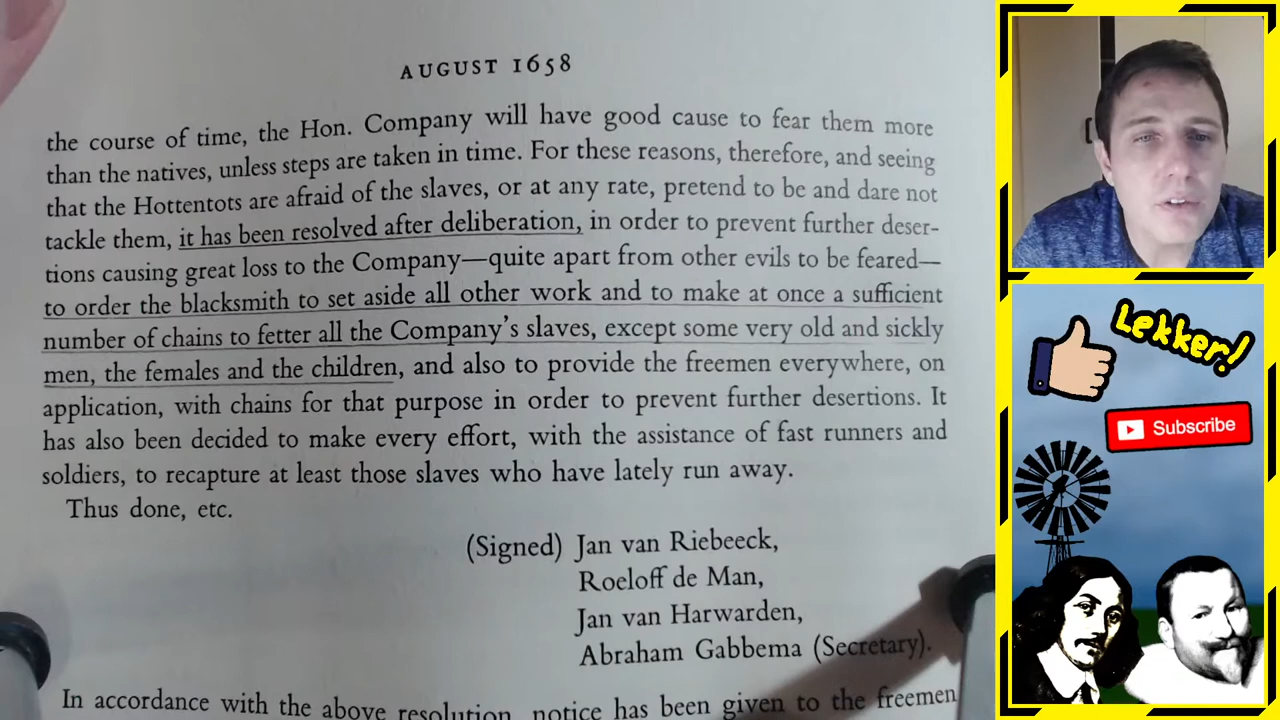 AUGUST 1658
the course of time, the Hon. Company will have good cause to fear them more
than the natives, unless steps are taken in time. For these reasons, therefore, and seeing
that the Hottentots are afraid of the slaves, or at any rate, pretend to be and dare not
tackle them, it has been resolved after deliberation, in order to prevent further deser-
tions causing great loss to the Company—quite apart from other evils to be feared—
to order the blacksmith to set aside all other work and to make at once a sufficient
number of chains to fetter all the Company's slaves, except some very old and sickly
men, the females and the children, and also to provide the freemen everywhere, on
application, with chains for that purpose in order to prevent further desertions. It
has also been decided to make every effort, with the assistance of fast runners and
soldiers, to recapture at least those slaves who have lately run away.
Thus done, etc.
(Signed) Jan van Riebeeck,
Roeloff de Man,
Jan van Harwarden,
Abraham Gabbema (Secretary).
In accordance with the above resolution, notice has been given to the freemen
Lekker!
Subscribe